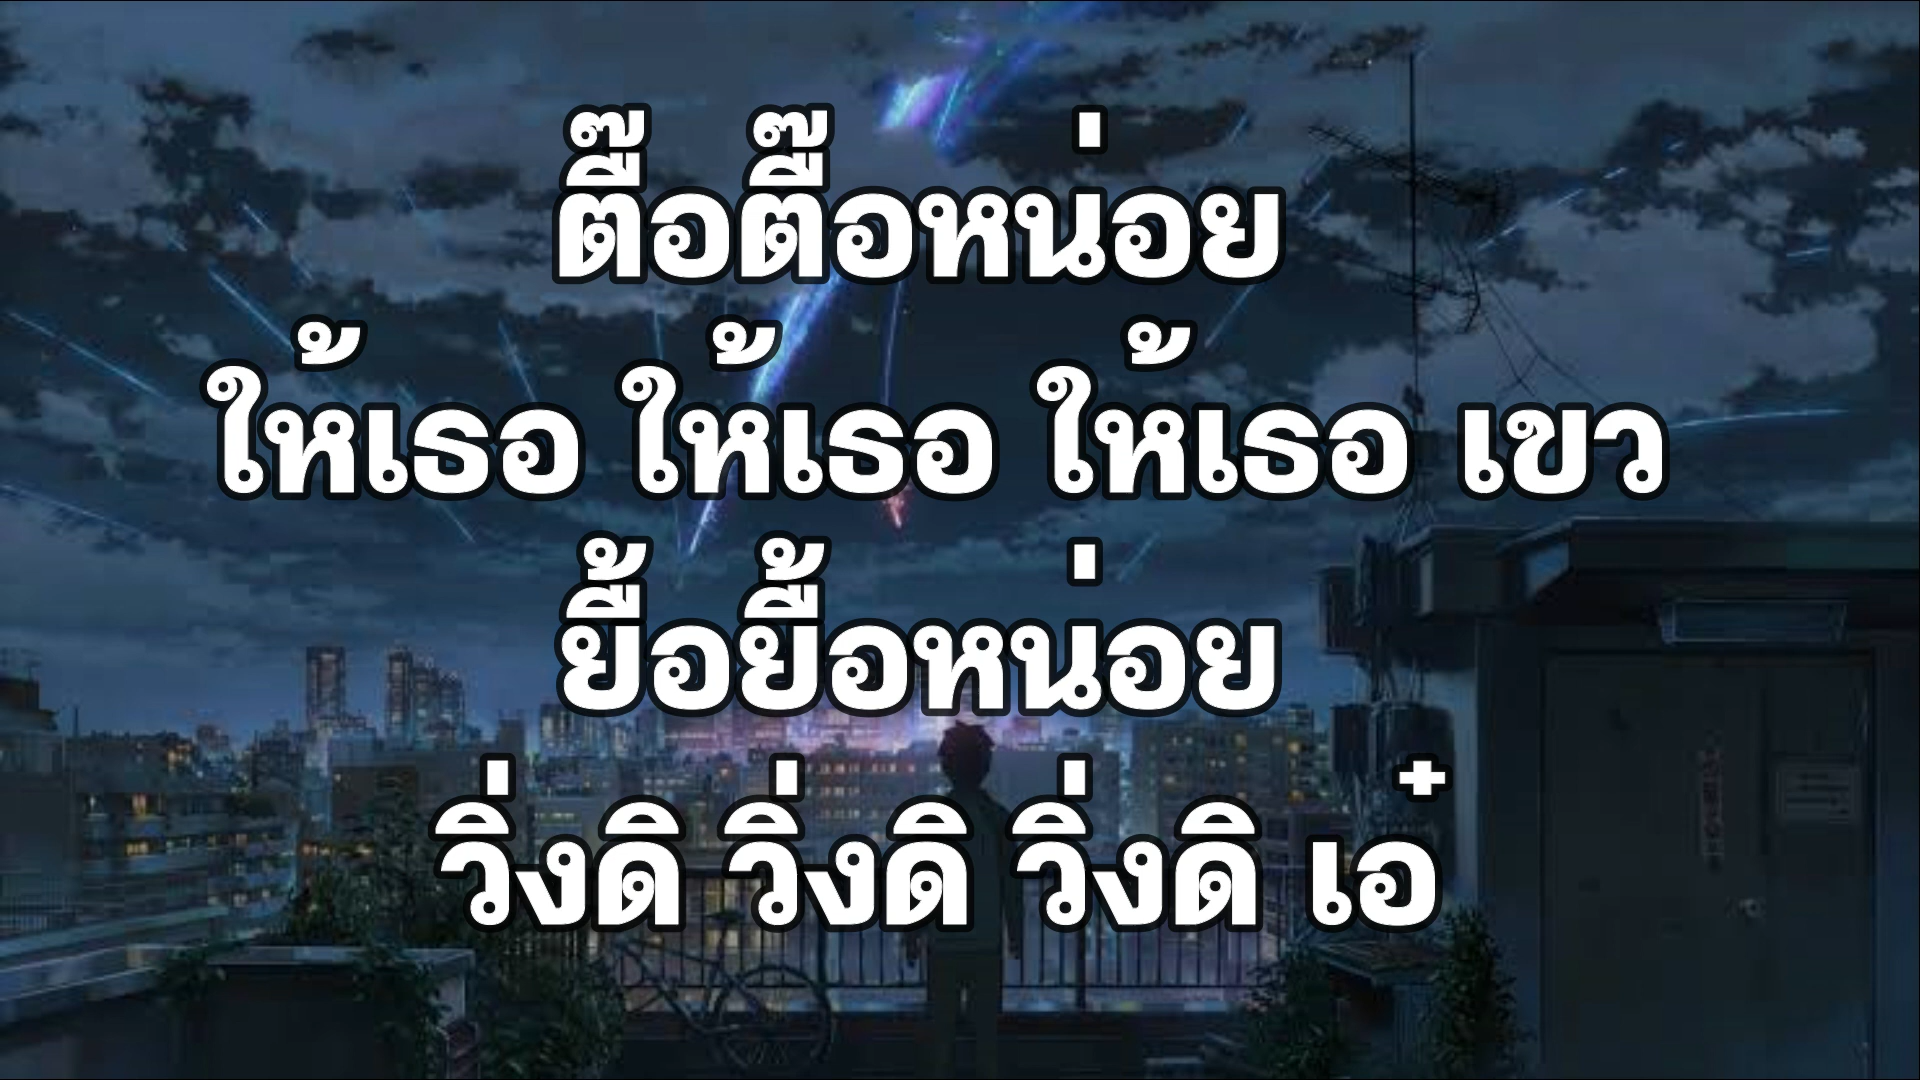 ตื๊อตื๊อหน่อย
ให้เธอ ให้เธอ ให้เธอ เขว
ยื้อยื้อหน่อย
วิ่งดิ วิ่งดิ วิ่งดิ เอ๋